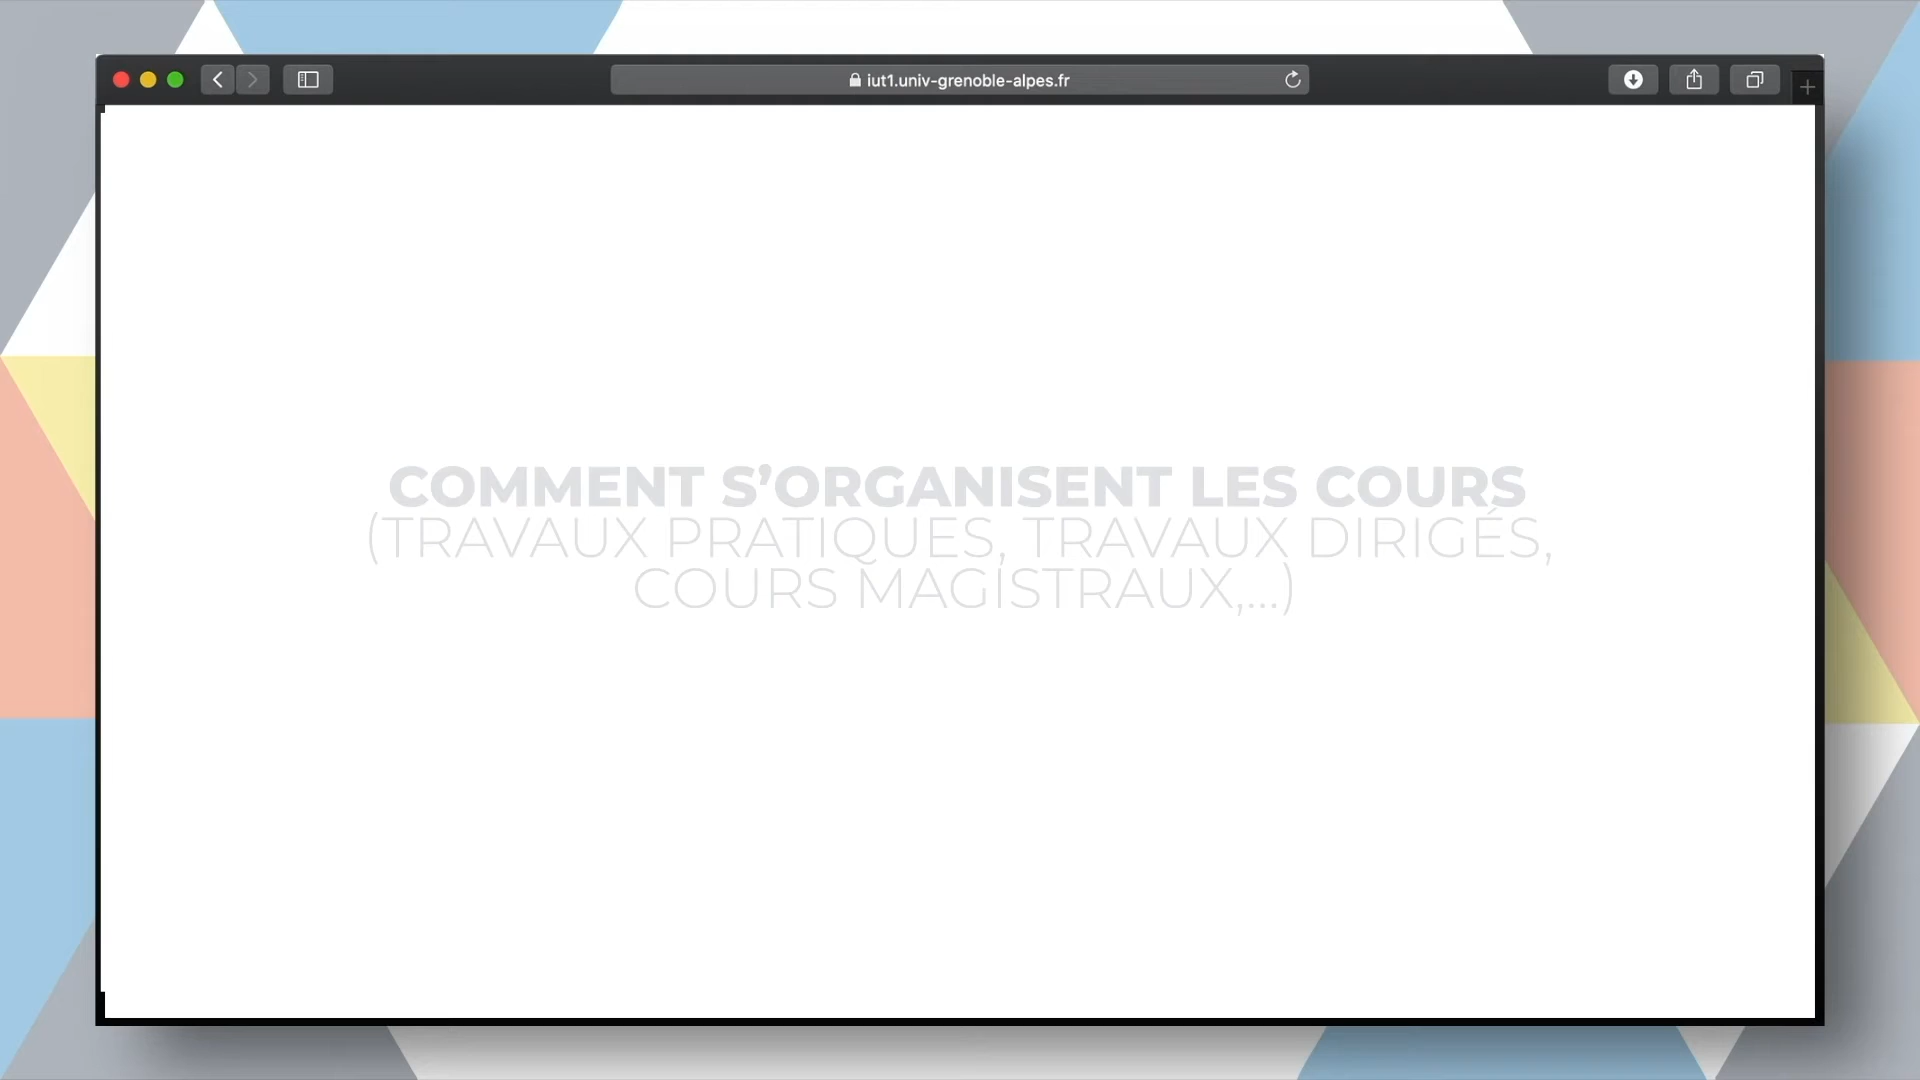 iut1.univ-grenoble-alpes.fr
COMMENT S’ORGANISENT LES COURS
(TRAVAUX PRATIQUES, TRAVAUX DIRIGÉS,
COURS MAGISTRAUX,...)